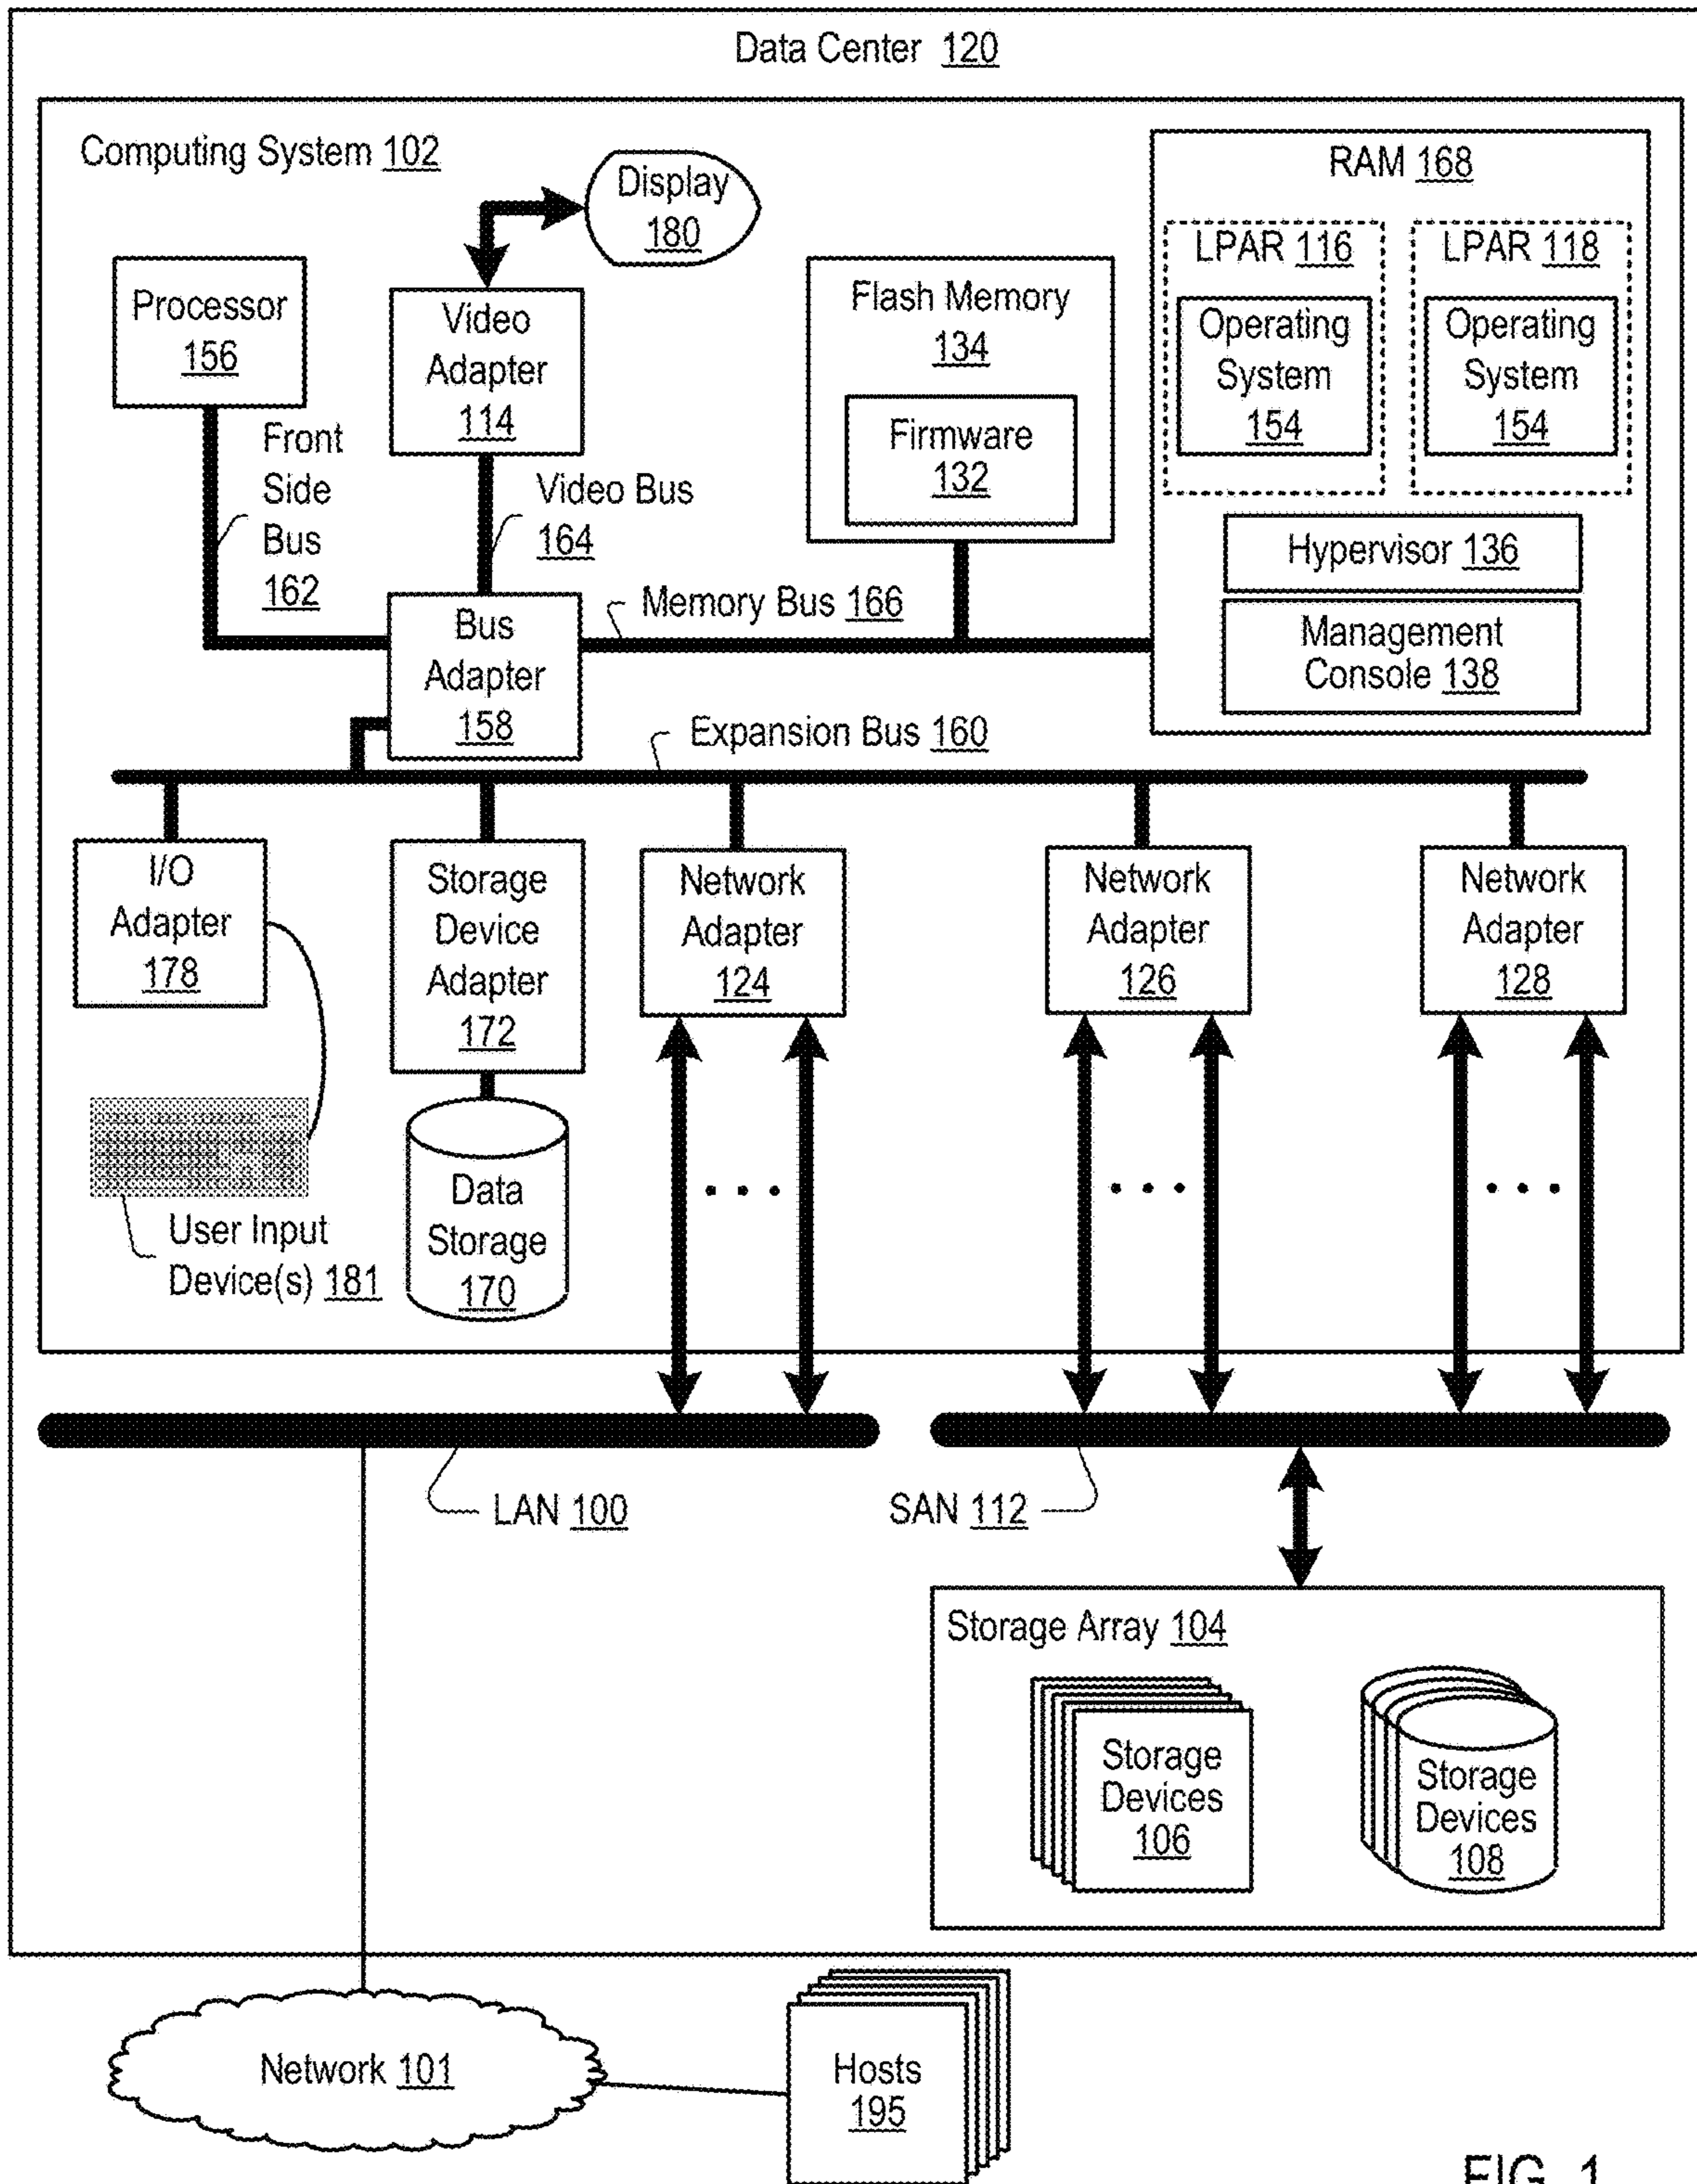 Data Center 120
Computing System 102
Display
180
RAM 168
LPAR 116
LPAR 118
Operating
System
154
Operating
System
154
Hypervisor 136
Management
Console 138
Processor
156
Video
Adapter
114
Flash Memory
134
Firmware
132
Front
Side
Bus
162
Video Bus
164
Bus
Adapter
158
Memory Bus 166
Expansion Bus 160
I/O
Adapter
178
Storage
Device
Adapter
172
Network
Adapter
124
Network
Adapter
126
Network
Adapter
128
. . .
. . .
. . .
User Input
Device(s) 181
Data
Storage
170
LAN 100
SAN 112
Storage Array 104
Storage
Devices
106
Storage
Devices
108
Network 101
Hosts
195
FIG. 1